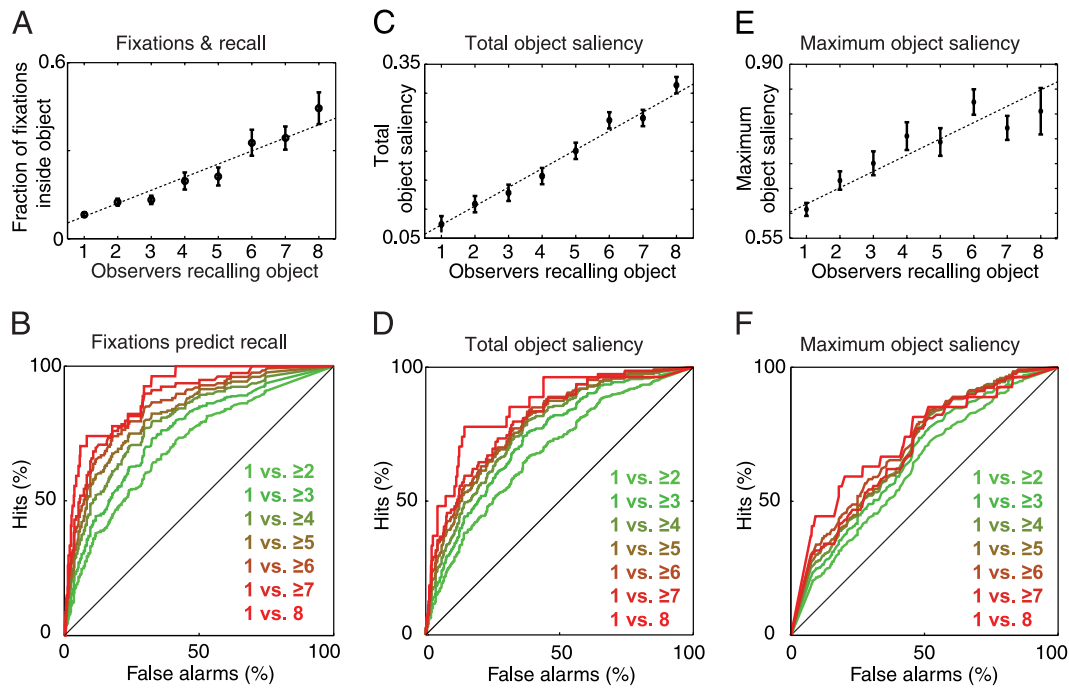 A
Fixations & recall
0.6
Fraction of fixations
inside object
0
1 2 3 4 5 6 7 8
Observers recalling object
C
Total object saliency
0.35
Total
object saliency
0.05
1 2 3 4 5 6 7 8
Observers recalling object
E
Maximum object saliency
0.90
Maximum
object saliency
0.55
1 2 3 4 5 6 7 8
Observers recalling object
B
Fixations predict recall
100
Hits (%)
50
0
1 vs. ≥2
1 vs. ≥3
1 vs. ≥4
1 vs. ≥5
1 vs. ≥6
1 vs. ≥7
1 vs. 8
0 50 100
False alarms (%)
D
Total object saliency
100
Hits (%)
50
0
1 vs. ≥2
1 vs. ≥3
1 vs. ≥4
1 vs. ≥5
1 vs. ≥6
1 vs. ≥7
1 vs. 8
0 50 100
False alarms (%)
F
Maximum object saliency
100
Hits (%)
50
0
1 vs. ≥2
1 vs. ≥3
1 vs. ≥4
1 vs. ≥5
1 vs. ≥6
1 vs. ≥7
1 vs. 8
0 50 100
False alarms (%)